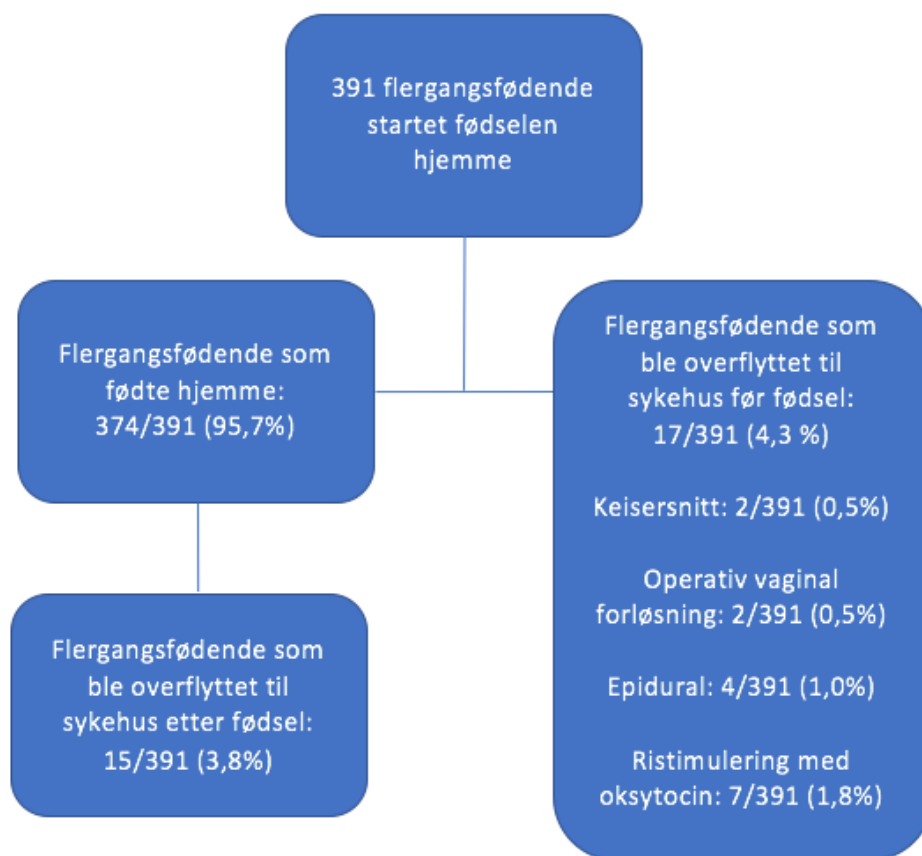 391 flergangsfødende
startet fødselen
hjemme
Flergangsfødende som
fødte hjemme:
374/391 (95,7%)
Flergangsfødende som
ble overflyttet til
sykehus før fødsel:
17/391 (4,3 %)
Keisersnitt: 2/391 (0,5%)
Operativ vaginal
forløsning: 2/391 (0,5%)
Epidural: 4/391 (1,0%)
Ristimulering med
oksytocin: 7/391 (1,8%)
Flergangsfødende som
ble overflyttet til
sykehus etter fødsel:
15/391 (3,8%)